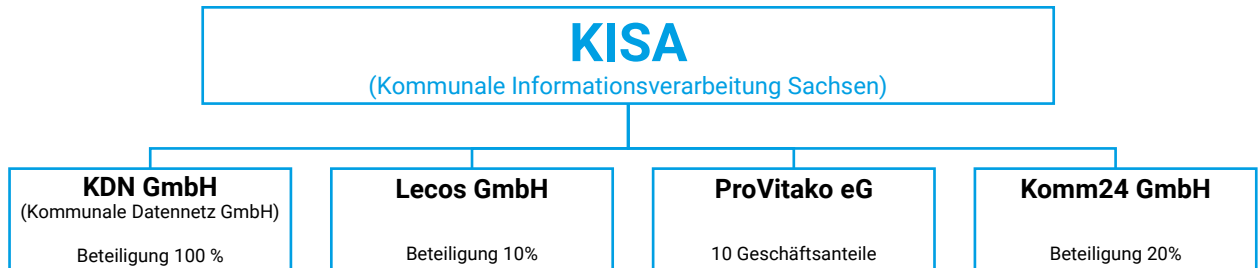 KISA
(Kommunale Informationsverarbeitung Sachsen)
KDN GmbH
(Kommunale Datennetz GmbH)
Beteiligung 100 %
Lecos GmbH
Beteiligung 10%
ProVitako eG
10 Geschäftsanteile
Komm24 GmbH
Beteiligung 20%